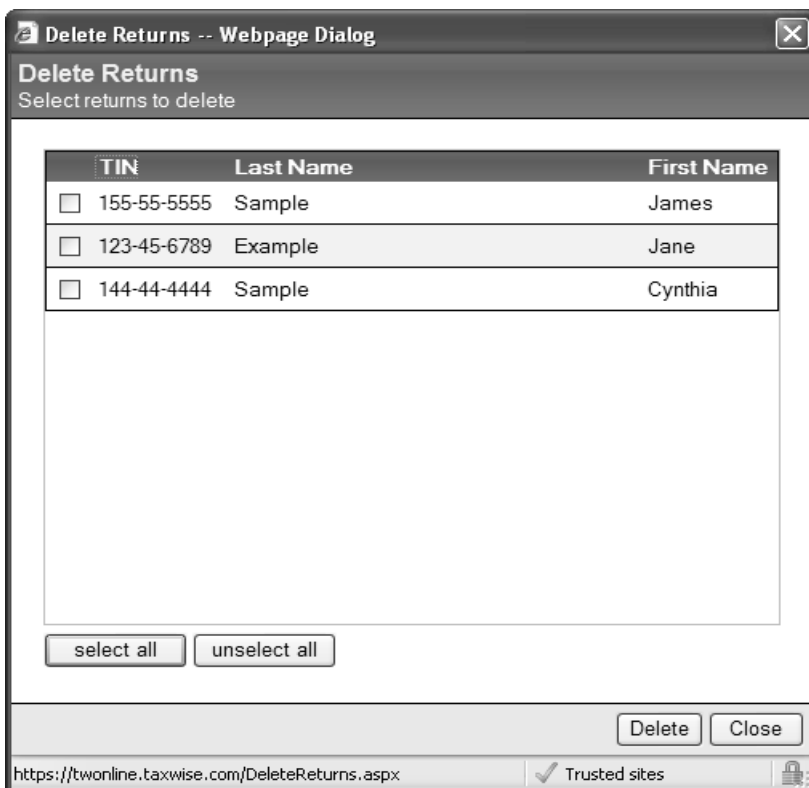 Delete Returns -- Webpage Dialog
Delete Returns
Select returns to delete
TIN Last Name First Name
155-55-5555 Sample James
123-45-6789 Example Jane
144-44-4444 Sample Cynthia
select all unselect all
Delete Close
https://twonline.taxwise.com/DeleteReturns.aspx Trusted sites